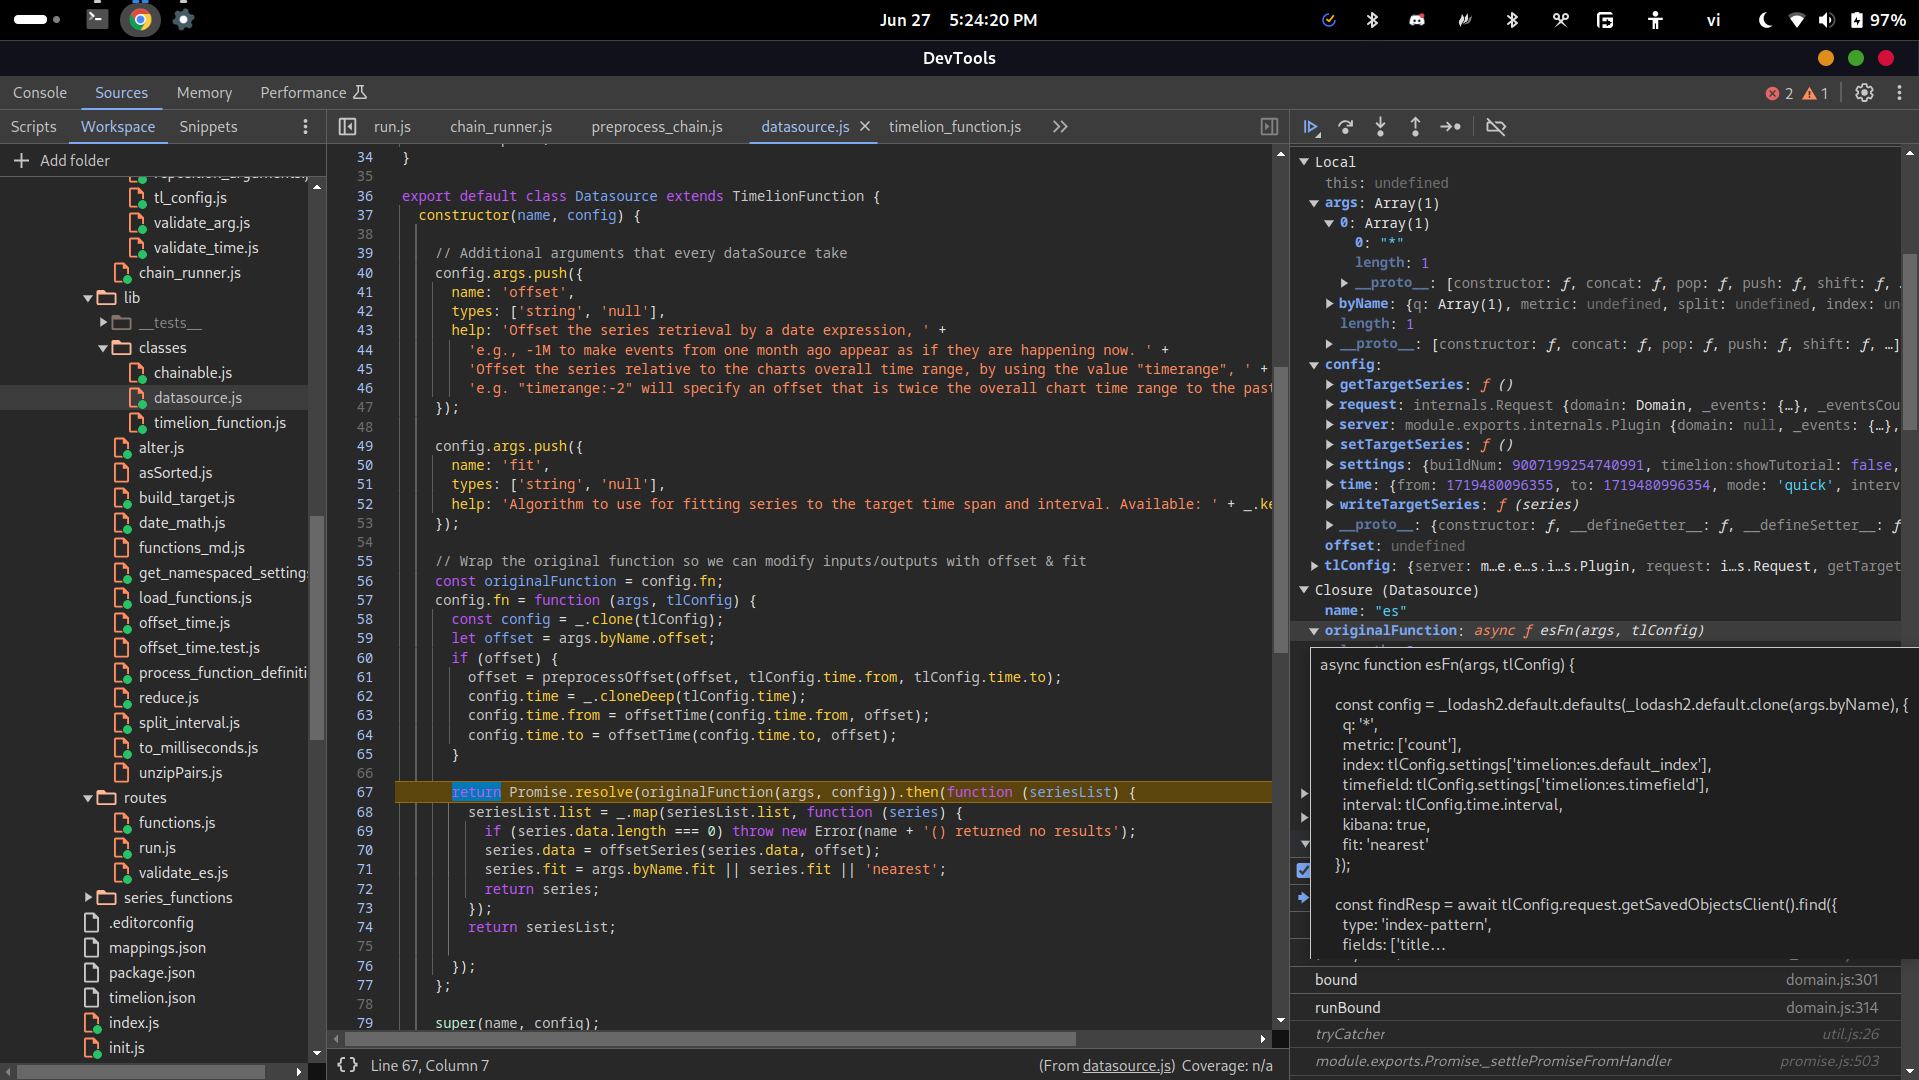 Jun 27 5:24:20 PM
vi
97%
DevTools
Console
Sources
Memory
Performance
2
1
Scripts
Workspace
Snippets
run.js
chain_runner.js
preprocess_chain.js
datasource.js
timelion_function.js
Add folder
tl_config.js
validate_arg.js
validate_time.js
chain_runner.js
lib
__tests__
classes
chainable.js
datasource.js
timelion_function.js
alter.js
asSorted.js
build_target.js
date_math.js
functions_md.js
get_namespaced_setting
load_functions.js
offset_time.js
offset_time.test.js
process_function_definiti
reduce.js
split_interval.js
to_milliseconds.js
unzipPairs.js
routes
functions.js
run.js
validate_es.js
series_functions
.editorconfig
mappings.json
package.json
timelion.json
index.js
init.js
34 }
35
36 export default class Datasource extends TimelionFunction {
37 constructor(name, config) {
38
39 // Additional arguments that every dataSource take
40 config.args.push({
41 name: 'offset',
42 types: ['string', 'null'],
43 help: 'Offset the series retrieval by a date expression, ' +
44 'e.g., -1M to make events from one month ago appear as if they are happening now. ' +
45 'Offset the series relative to the charts overall time range, by using the value "timerange", ' +
46 'e.g. "timerange:-2" will specify an offset that is twice the overall chart time range to the past
47 });
48
49 config.args.push({
50 name: 'fit',
51 types: ['string', 'null'],
52 help: 'Algorithm to use for fitting series to the target time span and interval. Available: ' + _.ke
53 });
54
55 // Wrap the original function so we can modify inputs/outputs with offset & fit
56 const originalFunction = config.fn;
57 config.fn = function (args, tlConfig) {
58 const config = _.clone(tlConfig);
59 let offset = args.byName.offset;
60 if (offset) {
61 offset = preprocessOffset(offset, tlConfig.time.from, tlConfig.time.to);
62 config.time = _.cloneDeep(tlConfig.time);
63 config.time.from = offsetTime(config.time.from, offset);
64 config.time.to = offsetTime(config.time.to, offset);
65 }
66
67 return Promise.resolve(originalFunction(args, config)).then(function (seriesList) {
68 seriesList.list = _.map(seriesList.list, function (series) {
69 if (series.data.length === 0) throw new Error(name + '() returned no results');
70 series.data = offsetSeries(series.data, offset);
71 series.fit = args.byName.fit || series.fit || 'nearest';
72 return series;
73 });
74 return seriesList;
75
76 });
77 };
78
79 super(name, config);
{ } Line 67, Column 7
(From datasource.js) Coverage: n/a
Local
this: undefined
args: Array(1)
0: Array(1)
0: "*"
length: 1
__proto__: [constructor: ƒ, concat: ƒ, pop: ƒ, push: ƒ, shift: ƒ, …
byName: {q: Array(1), metric: undefined, split: undefined, index: un
length: 1
__proto__: [constructor: ƒ, concat: ƒ, pop: ƒ, push: ƒ, shift: ƒ, …]
config:
getTargetSeries: ƒ ()
request: internals.Request {domain: Domain, _events: {…}, _eventsCou
server: module.exports.internals.Plugin {domain: null, _events: {…},
setTargetSeries: ƒ ()
settings: {buildNum: 9007199254740991, timelion:showTutorial: false,
time: {from: 1719480096355, to: 1719480996354, mode: 'quick', interv
writeTargetSeries: ƒ (series)
__proto__: {constructor: ƒ, __defineGetter__: ƒ, __defineSetter__: ƒ
offset: undefined
tlConfig: {server: m…e.e…s.i…s.Plugin, request: i…s.Request, getTarget
Closure (Datasource)
name: "es"
originalFunction: async ƒ esFn(args, tlConfig)
async function esFn(args, tlConfig) {
const config = _lodash2.default.defaults(_lodash2.default.clone(args.byName), {
q: '*',
metric: ['count'],
index: tlConfig.settings['timelion:es.default_index'],
timefield: tlConfig.settings['timelion:es.timefield'],
interval: tlConfig.time.interval,
kibana: true,
fit: 'nearest'
});
const findResp = await tlConfig.request.getSavedObjectsClient().find({
type: 'index-pattern',
fields: ['title…
bound domain.js:301
runBound domain.js:314
tryCatcher util.js:26
module.exports.Promise._settlePromiseFromHandler promise.js:503